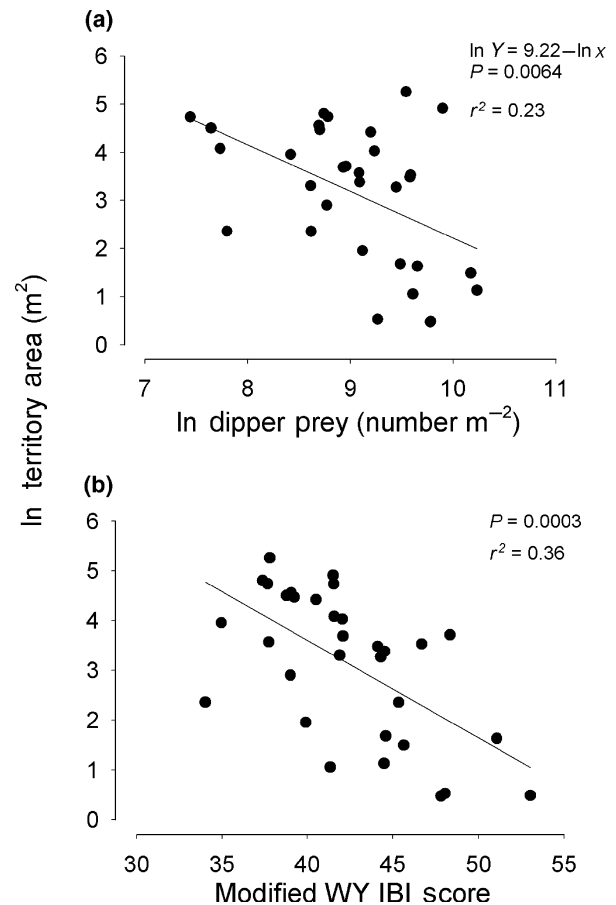 (a)
6
5
4
3
2
1
0
ln Y = 9.22–ln x
P = 0.0064
r² = 0.23
7 8 9 10 11
ln dipper prey (number m⁻²)
ln territory area (m²)
(b)
6
5
4
3
2
1
0
P = 0.0003
r² = 0.36
30 35 40 45 50 55
Modified WY IBI score